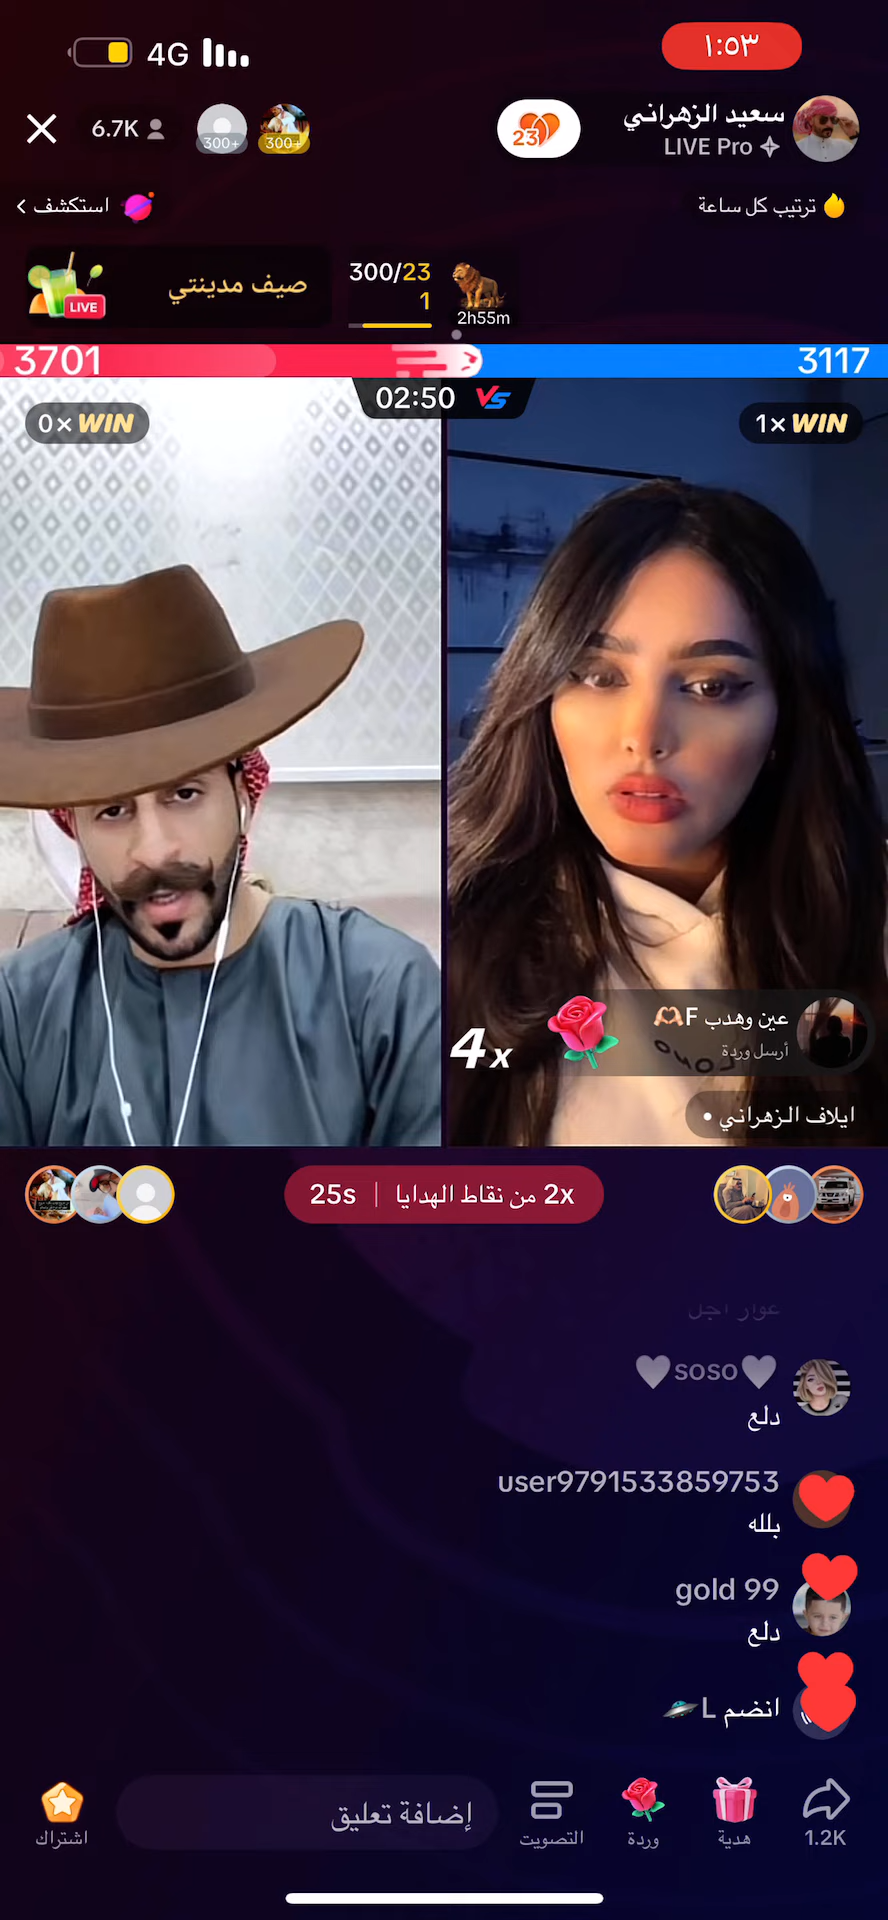 ١:٥٣
4G
سعيد الزهراني
LIVE Pro
23
300+
300+
6.7K
ترتيب كل ساعة
استكشف
صيف مدينتي
LIVE
300/23
1
2h55m
3701
3117
02:50
VS
0× WIN
1× WIN
عين وهدب F
أرسل وردة
4x
ايلاف الزهراني
2x من نقاط الهدايا | 25s
عوار اجل
soso
دلع
user9791533859753
بلله
gold 99
دلع
L انضم
اشتراك
إضافة تعليق
التصويت
وردة
هدية
1.2K